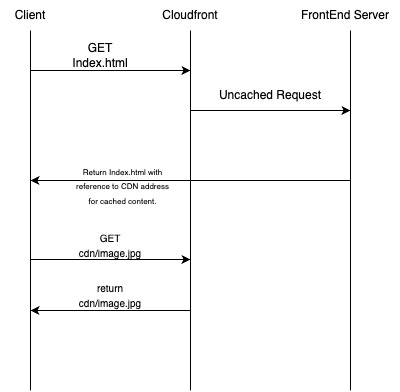 Client
Cloudfront
FrontEnd Server
GET
Index.html
Uncached Request
Return Index.html with
reference to CDN address
for cached content.
GET
cdn/image.jpg
return
cdn/image.jpg